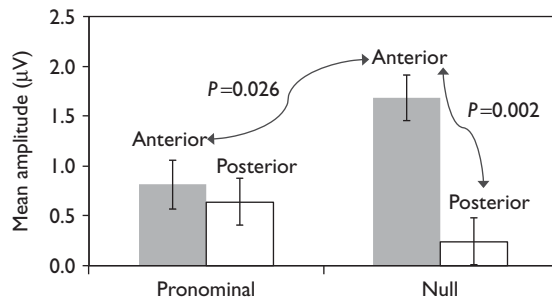 2.5
2.0
1.5
1.0
0.5
0.0
Mean amplitude (μV)
Anterior
P=0.026
Anterior
P=0.002
Posterior
Posterior
Pronominal
Null